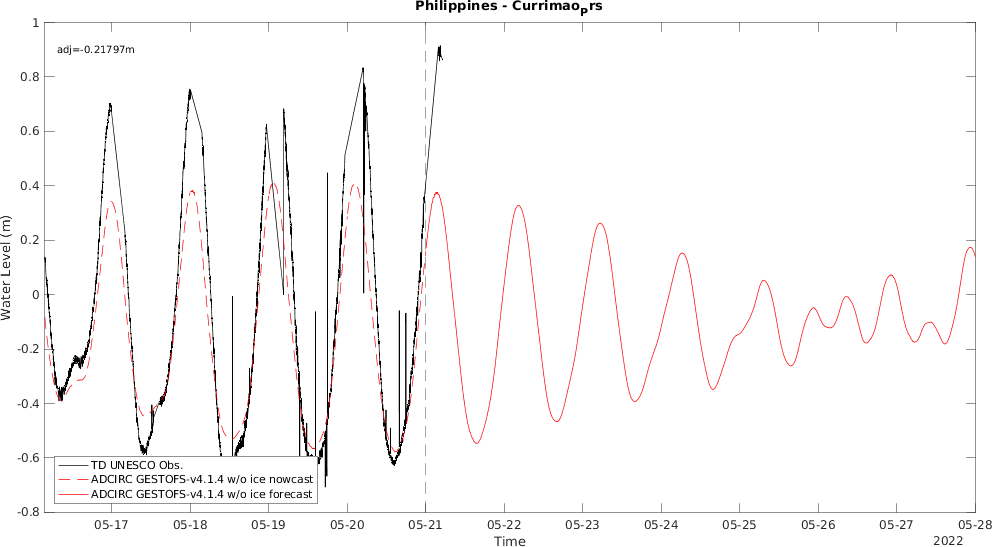 Philippines - Currimao_prs
adj=-0.21797m
1
0.8
0.6
0.4
0.2
0
-0.2
-0.4
-0.6
-0.8
Water Level (m)
TD UNESCO Obs.
ADCIRC GESTOFS-v4.1.4 w/o ice nowcast
ADCIRC GESTOFS-v4.1.4 w/o ice forecast
05-17 05-18 05-19 05-20 05-21 05-22 05-23 05-24 05-25 05-26 05-27 05-28
Time
2022